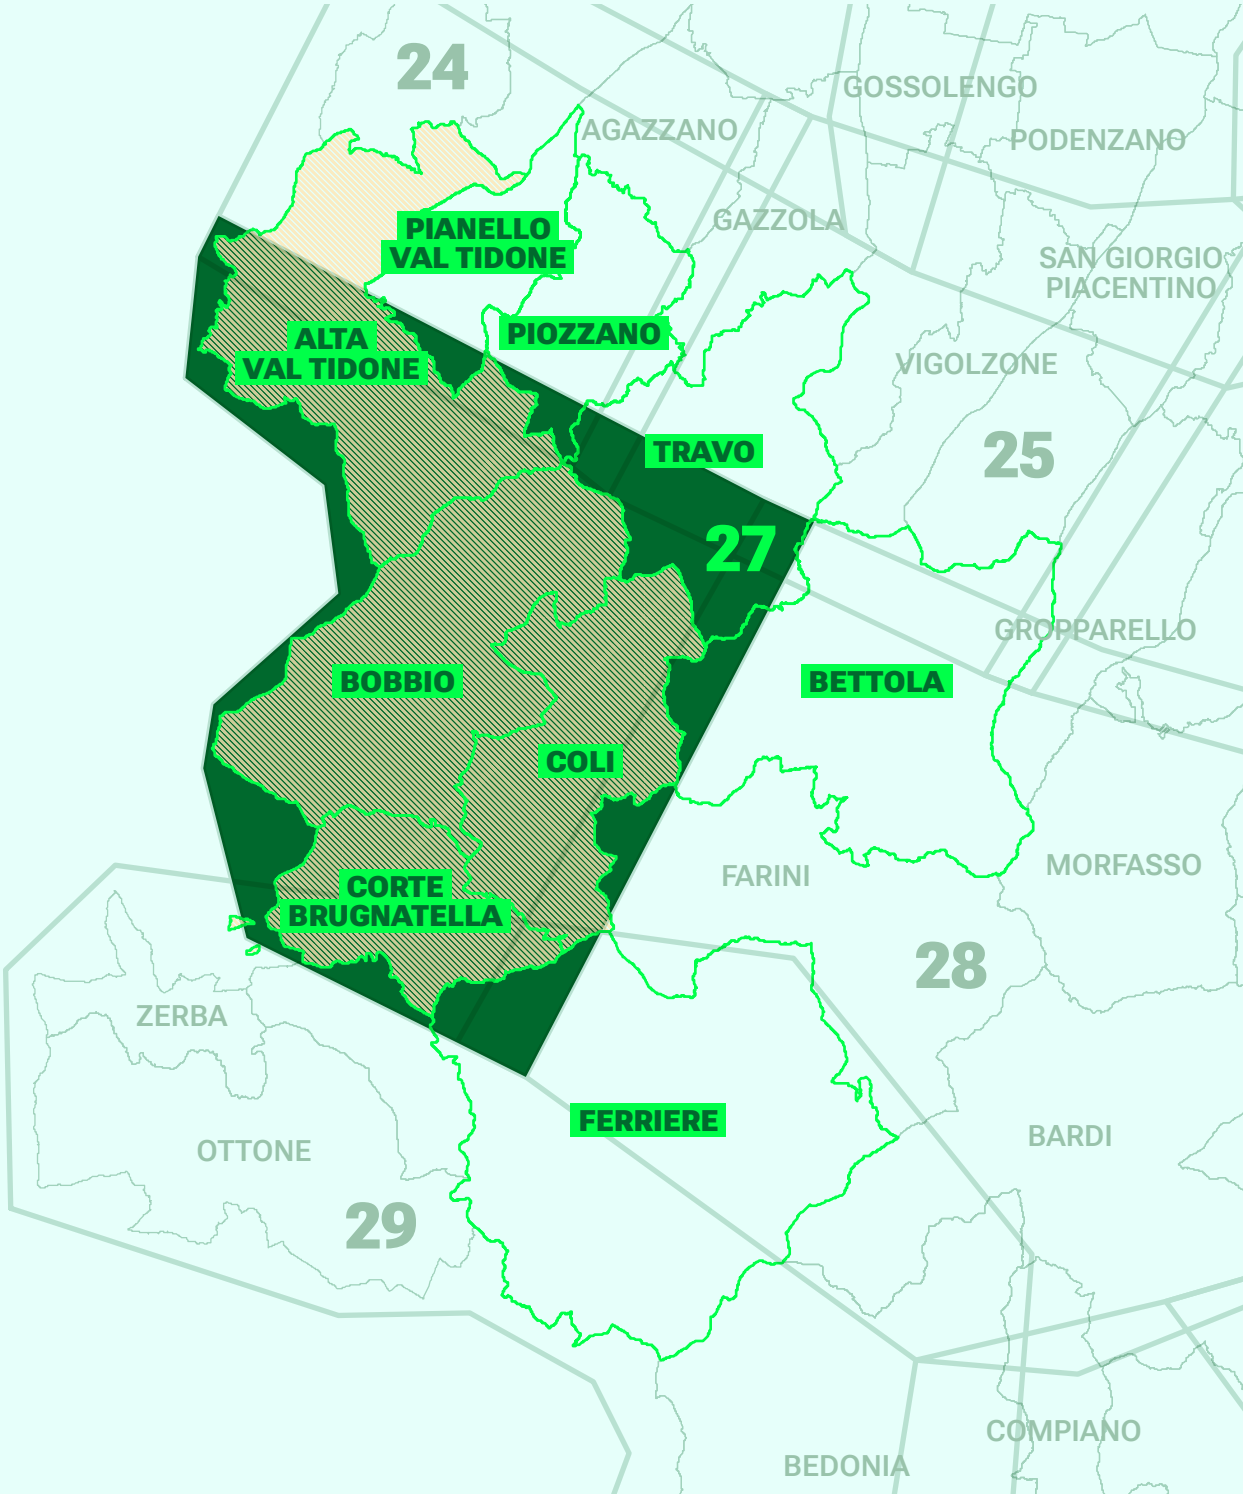 24
GOSSOLENGO
AGAZZANO
PODENZANO
GAZZOLA
PIANELLO
VAL TIDONE
SAN GIORGIO
PIACENTINO
ALTA
VAL TIDONE
PIOZZANO
VIGOLZONE
TRAVO
25
27
GROPPARELLO
BOBBIO
BETTOLA
COLI
FARINI
MORFASSO
CORTE
BRUGNATELLA
28
ZERBA
FERRIERE
BARDI
OTTONE
29
COMPIANO
BEDONIA